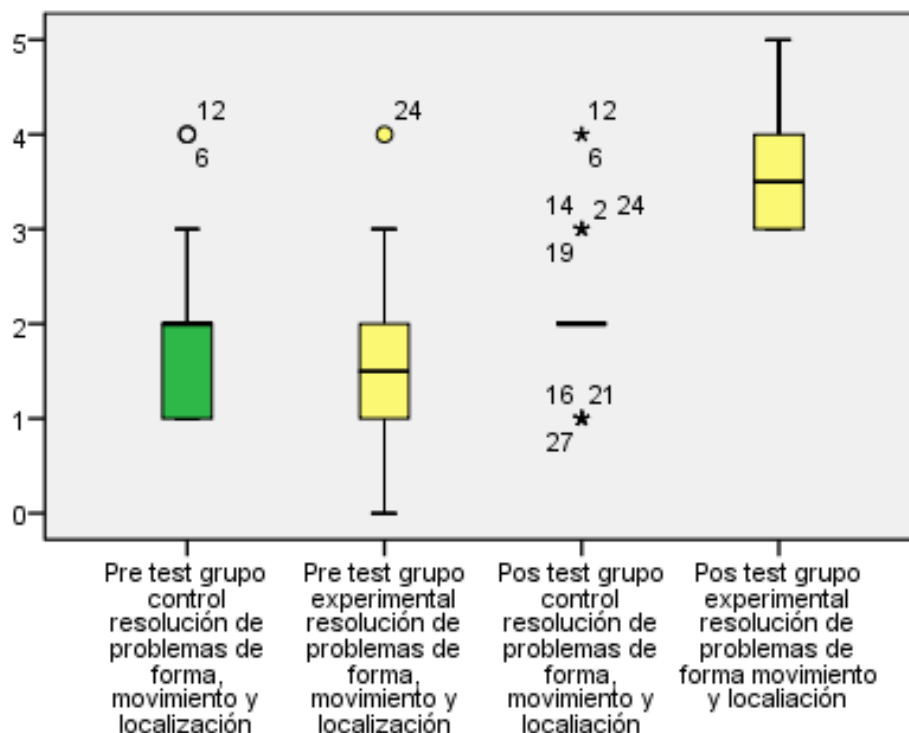 5
4
3
2
1
0
12
6
24
12
6
14 2 24
19
16 21
27
Pre test grupo
control
resolución de
problemas de
forma,
movimiento y
localización
Pre test grupo
experimental
resolución de
problemas de
forma,
movimiento y
localización
Pos test grupo
control
resolución de
problemas de
forma,
movimiento y
localiación
Pos test grupo
experimental
resolución de
problemas de
forma movimiento
y localiación